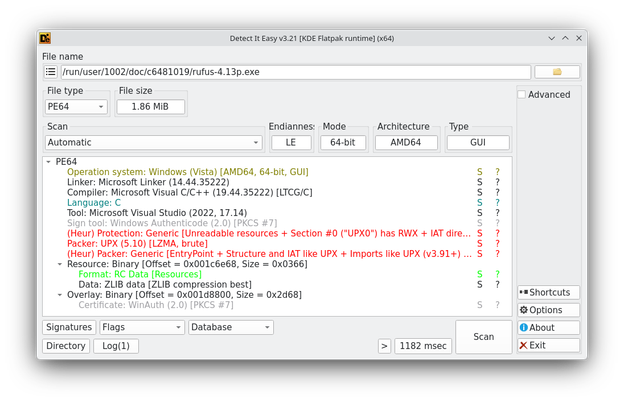 Detect It Easy v3.21 [KDE Flatpak runtime] (x64)
File name
/run/user/1002/doc/c6481019/rufus-4.13p.exe
File type
File size
PE64
1.86 MiB
Advanced
Scan
Endianness
Mode
Architecture
Type
Automatic
LE
64-bit
AMD64
GUI
PE64
Operation system: Windows (Vista) [AMD64, 64-bit, GUI] S ?
Linker: Microsoft Linker (14.44.35222) S ?
Compiler: Microsoft Visual C/C++ (19.44.35222) [LTCG/C] S ?
Language: C S ?
Tool: Microsoft Visual Studio (2022, 17.14) S ?
Sign tool: Windows Authenticode (2.0) [PKCS #7] S ?
(Heur) Protection: Generic [Unreadable resources + Section #0 ("UPX0") has RWX + IAT dire... S ?
Packer: UPX (5.10) [LZMA, brute] S ?
(Heur) Packer: Generic [EntryPoint + Structure and IAT like UPX + Imports like UPX (v3.91+) ... S ?
Resource: Binary [Offset = 0x001c6e68, Size = 0x0366]
Format: RC Data [Resources] S ?
Data: ZLIB data [ZLIB compression best] S ?
Overlay: Binary [Offset = 0x001d8800, Size = 0x2d68]
Certificate: WinAuth (2.0) [PKCS #7] S ?
Shortcuts
Options
About
Exit
Signatures
Flags
Database
Scan
Directory
Log(1)
>
1182 msec